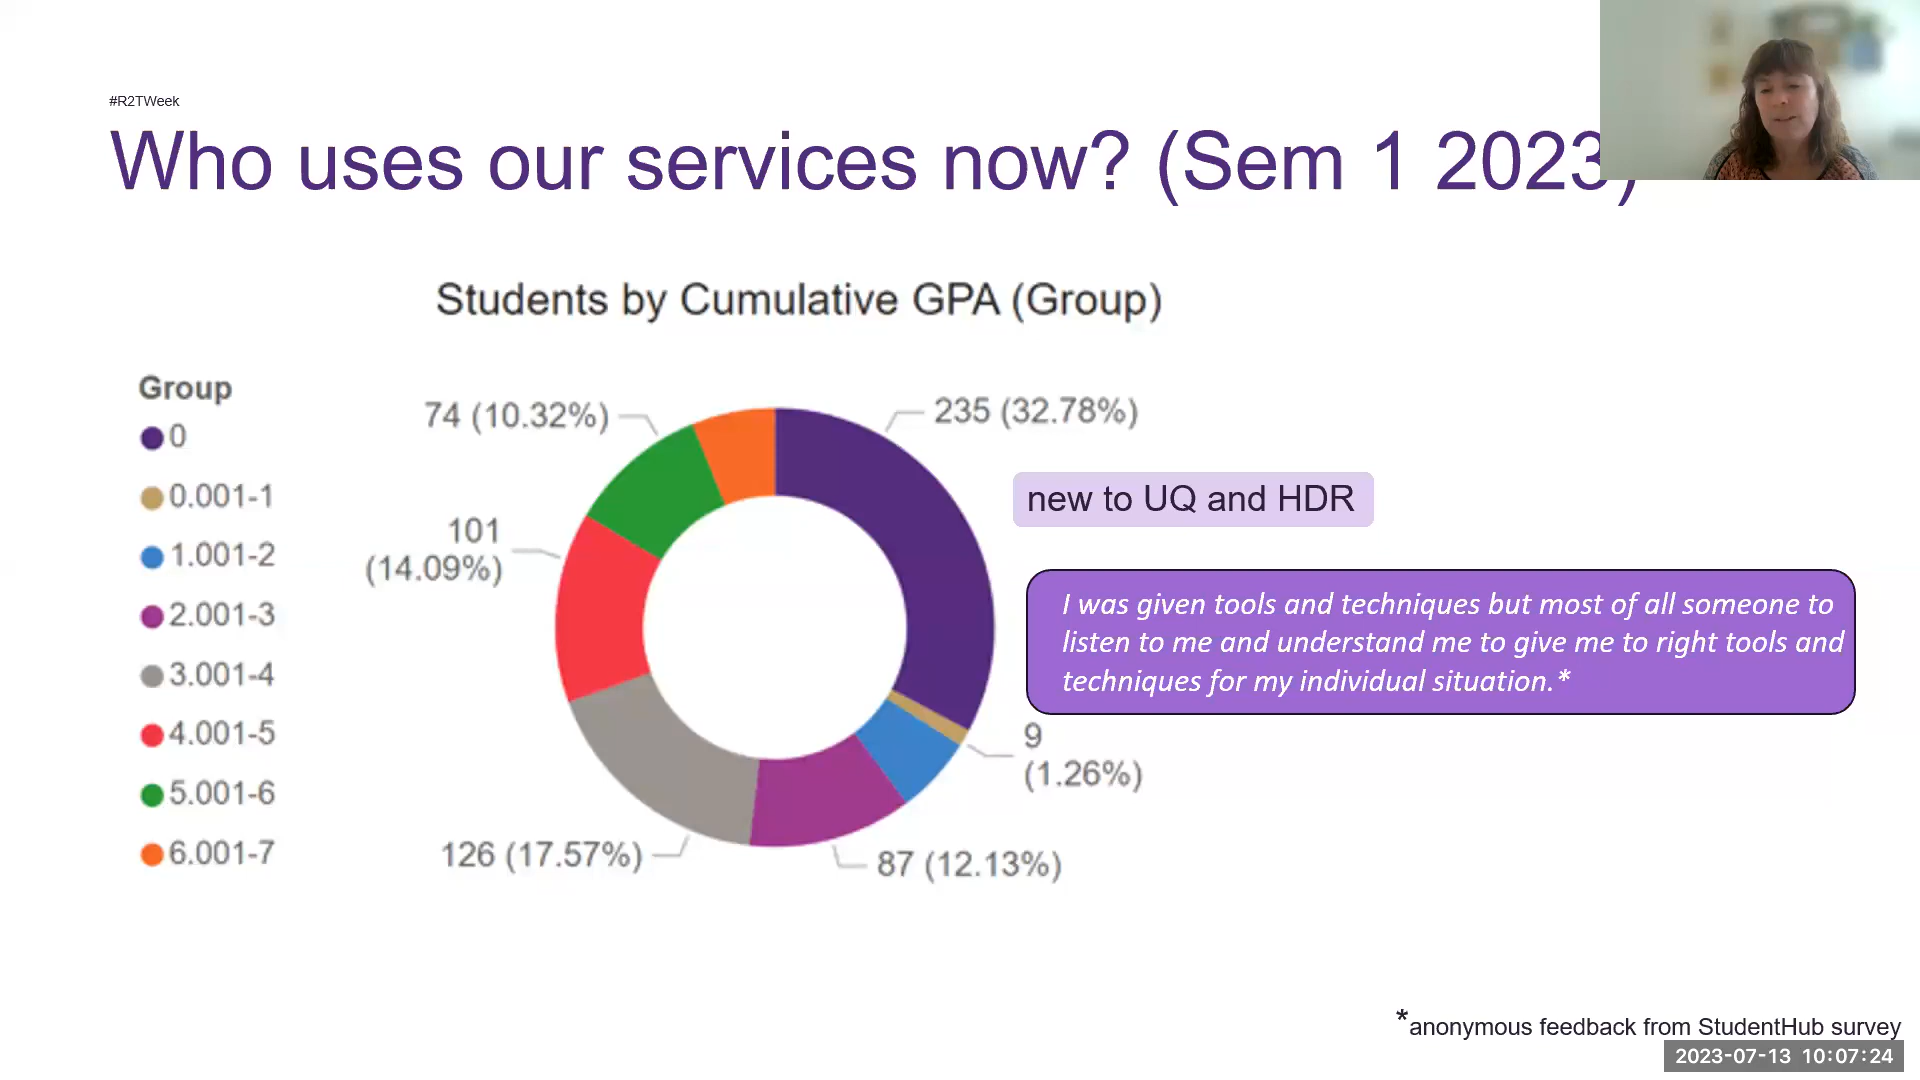 #R2TWeek
Who uses our services now? (Sem 1 2023)
Students by Cumulative GPA (Group)
Group
0
0.001-1
1.001-2
2.001-3
3.001-4
4.001-5
5.001-6
6.001-7
74 (10.32%)
235 (32.78%)
101
(14.09%)
9
(1.26%)
126 (17.57%)
87 (12.13%)
new to UQ and HDR
I was given tools and techniques but most of all someone to
listen to me and understand me to give me to right tools and
techniques for my individual situation.*
*anonymous feedback from StudentHub survey
2023-07-13 10:07:24